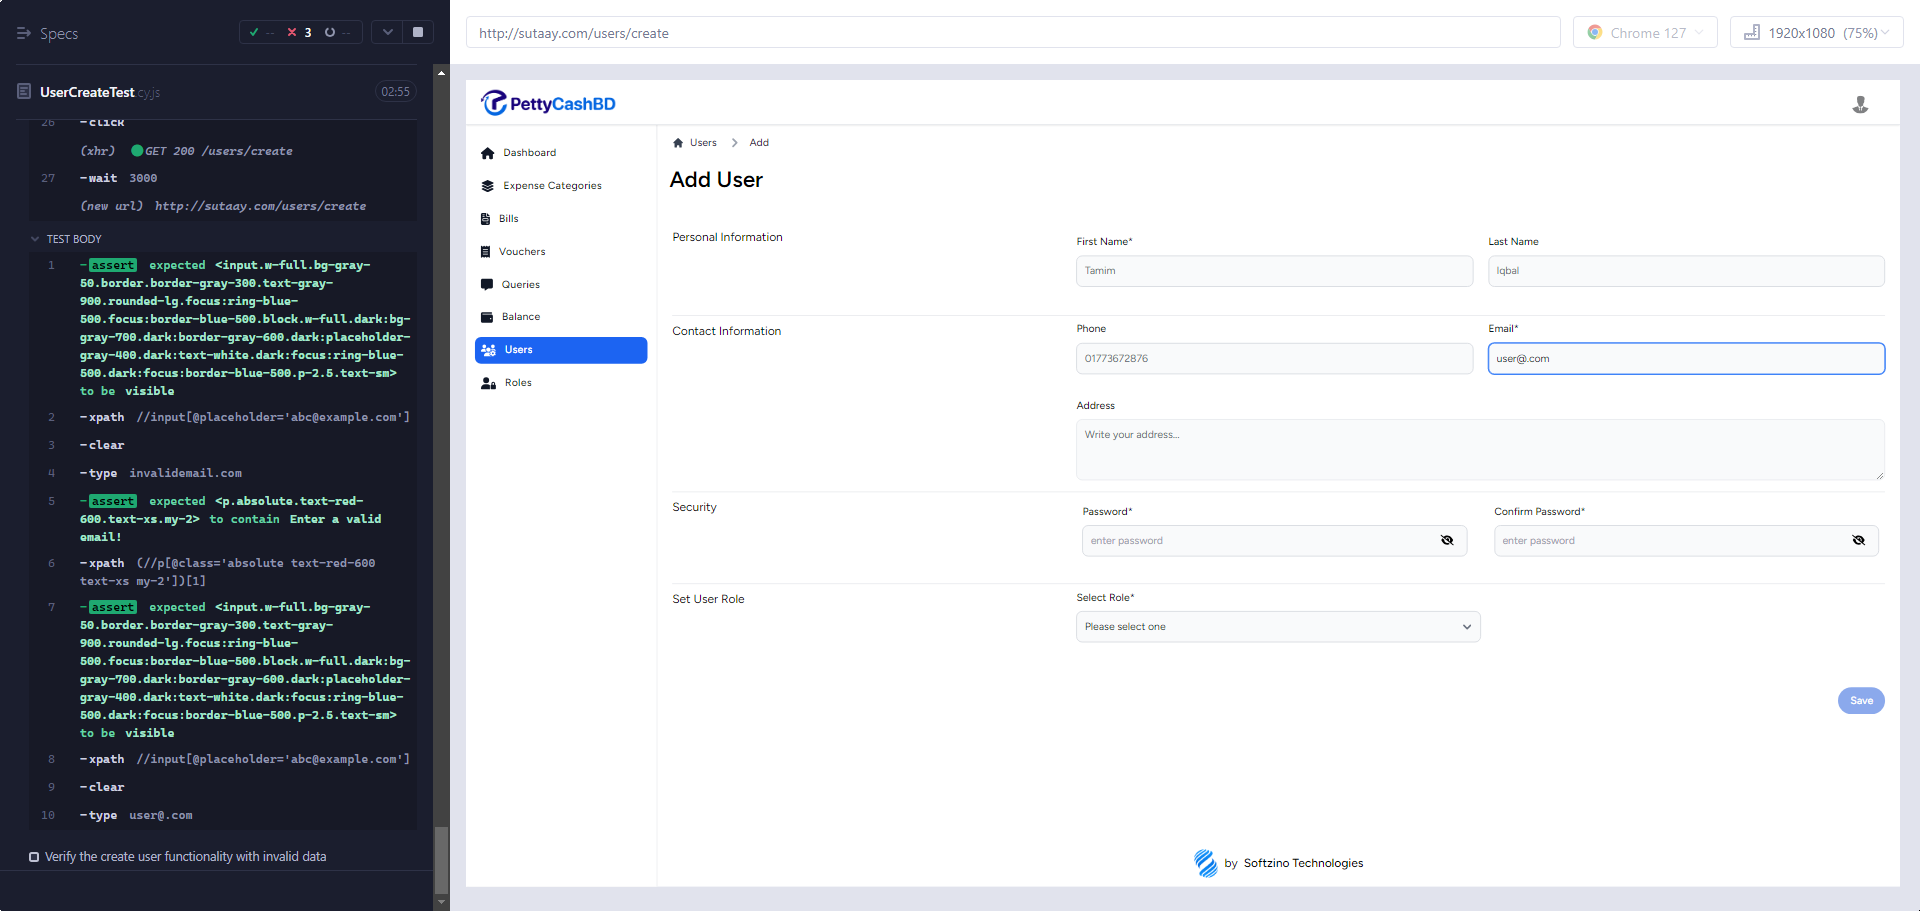 Specs
-- 3 --
UserCreateTest.cy.js
02:55
26 -click
(xhr) GET 200 /users/create
27 -wait 3000
(new url) http://sutaay.com/users/create
TEST BODY
1 -assert expected <input.w-full.bg-gray-
50.border.border-gray-300.text-gray-
900.rounded-lg.focus:ring-blue-
500.focus:border-blue-500.block.w-full.dark:bg-
gray-700.dark:border-gray-600.dark:placeholder-
gray-400.dark:text-white.dark:focus:ring-blue-
500.dark:focus:border-blue-500.p-2.5.text-sm>
to be visible
2 -xpath //input[@placeholder='abc@example.com']
3 -clear
4 -type invalidemail.com
5 -assert expected <p.absolute.text-red-
600.text-xs.my-2> to contain Enter a valid
email!
6 -xpath (//p[@class='absolute text-red-600
text-xs my-2'])[1]
7 -assert expected <input.w-full.bg-gray-
50.border.border-gray-300.text-gray-
900.rounded-lg.focus:ring-blue-
500.focus:border-blue-500.block.w-full.dark:bg-
gray-700.dark:border-gray-600.dark:placeholder-
gray-400.dark:text-white.dark:focus:ring-blue-
500.dark:focus:border-blue-500.p-2.5.text-sm>
to be visible
8 -xpath //input[@placeholder='abc@example.com']
9 -clear
10 -type user@.com
Verify the create user functionality with invalid data
http://sutaay.com/users/create
Chrome 127
1920x1080 (75%)
PettyCashBD
Dashboard
Expense Categories
Bills
Vouchers
Queries
Balance
Users
Roles
Users > Add
Add User
Personal Information
First Name*
Last Name
Tamim
Iqbal
Contact Information
Phone
Email*
01773672876
user@.com
Address
Write your address...
Security
Password*
Confirm Password*
enter password
enter password
Set User Role
Select Role*
Please select one
Save
by Softzino Technologies